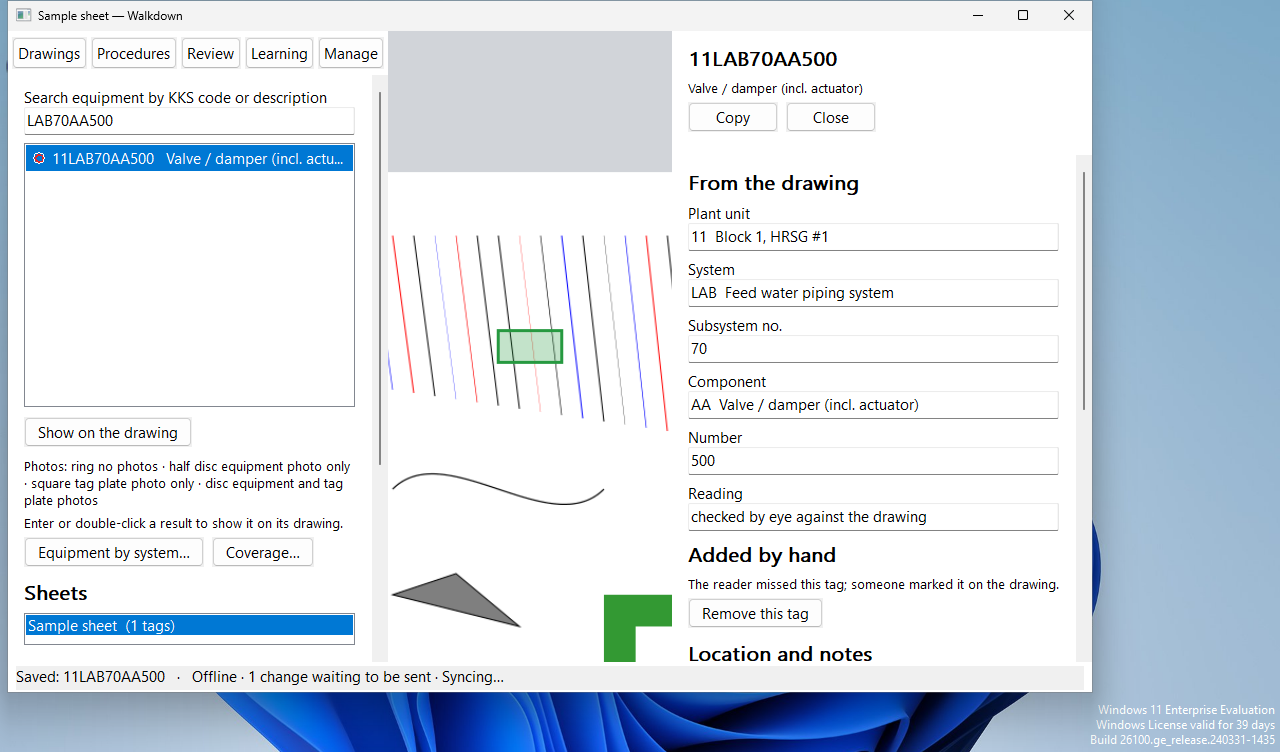 Sample sheet — Walkdown
Drawings Procedures Review Learning Manage
Search equipment by KKS code or description
LAB70AA500
11LAB70AA500 Valve / damper (incl. actu...
Show on the drawing
Photos: ring no photos · half disc equipment photo only
· square tag plate photo only · disc equipment and tag
plate photos
Enter or double-click a result to show it on its drawing.
Equipment by system... Coverage...
Sheets
Sample sheet (1 tags)
11LAB70AA500
Valve / damper (incl. actuator)
Copy Close
From the drawing
Plant unit
11 Block 1, HRSG #1
System
LAB Feed water piping system
Subsystem no.
70
Component
AA Valve / damper (incl. actuator)
Number
500
Reading
checked by eye against the drawing
Added by hand
The reader missed this tag; someone marked it on the drawing.
Remove this tag
Location and notes
Saved: 11LAB70AA500 · Offline · 1 change waiting to be sent · Syncing...
Windows 11 Enterprise Evaluation
Windows License valid for 39 days
Build 26100.ge_release.240331-1435